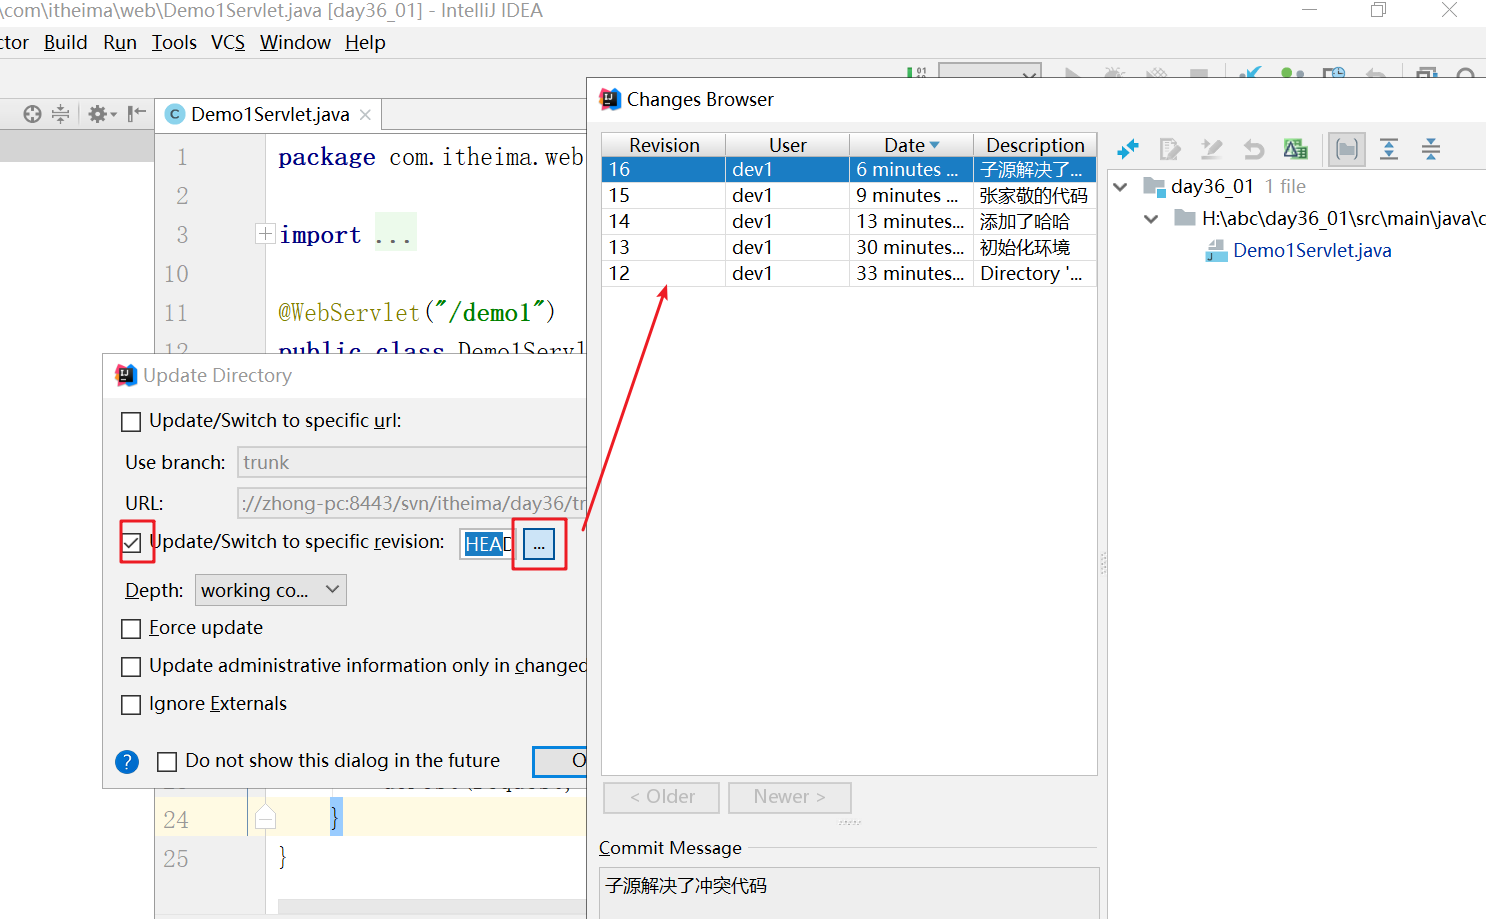 \com\itheima\web\Demo1Servlet.java [day36_01] - IntelliJ IDEA
ctor Build Run Tools VCS Window Help
Demo1Servlet.java
1 package com.itheima.web
2
3 import ...
10
11 @WebServlet("/demo1")
12 public class Demo1Servl
24 }
25 }
Update Directory
Update/Switch to specific url:
Use branch: trunk
URL: ://zhong-pc:8443/svn/itheima/day36/tr
Update/Switch to specific revision: HEAD ...
Depth: working co...
Force update
Update administrative information only in changed
Ignore Externals
? Do not show this dialog in the future O
Changes Browser
Revision User Date Description
16 dev1 6 minutes ... 子源解决了...
15 dev1 9 minutes ... 张家敬的代码
14 dev1 13 minutes... 添加了哈哈
13 dev1 30 minutes... 初始化环境
12 dev1 33 minutes... Directory '...
< Older Newer >
Commit Message
子源解决了冲突代码
day36_01 1 file
H:\abc\day36_01\src\main\java\c
Demo1Servlet.java